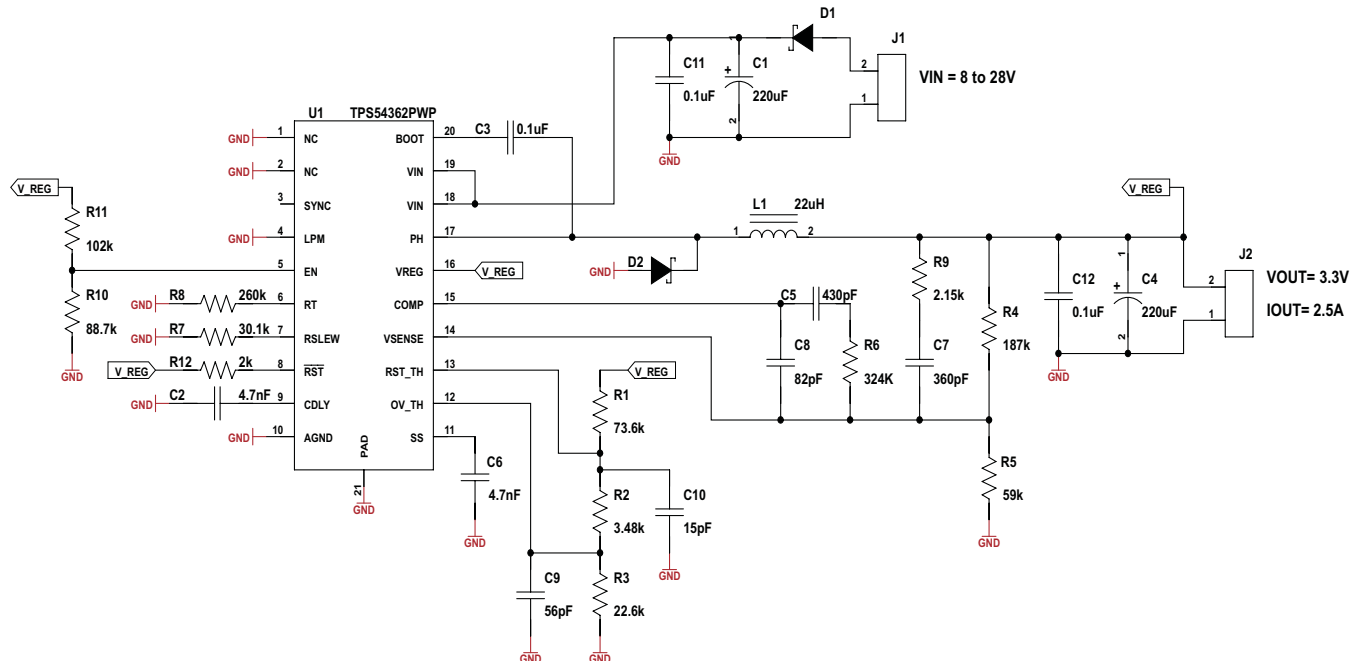 D1
J1
1
2
C11
C1
+
VIN = 8 to 28V
0.1uF
220uF
1
2
GND
U1
TPS54362PWP
GND
1
NC
BOOT
20
C3
0.1uF
GND
2
NC
VIN
19
V_REG
3
SYNC
VIN
18
R11
102k
GND
4
LPM
PH
17
L1
22uH
1
2
V_REG
5
EN
VREG
16
V_REG
GND
D2
R10
88.7k
GND
GND
R8
260k
6
RT
COMP
15
C5
430pF
R9
2.15k
GND
R7
30.1k
7
RSLEW
VSENSE
14
C8
82pF
R6
324K
C7
360pF
R4
187k
C12
0.1uF
1
+
C4
220uF
2
GND
J2
2
1
VOUT= 3.3V
IOUT= 2.5A
V_REG
R12
2k
8
RST
RST_TH
13
V_REG
GND
C2
4.7nF
9
CDLY
OV_TH
12
R1
73.6k
GND
10
AGND
SS
11
PAD
21
GND
C6
4.7nF
GND
R2
3.48k
C10
15pF
GND
R5
59k
GND
C9
56pF
GND
R3
22.6k
GND